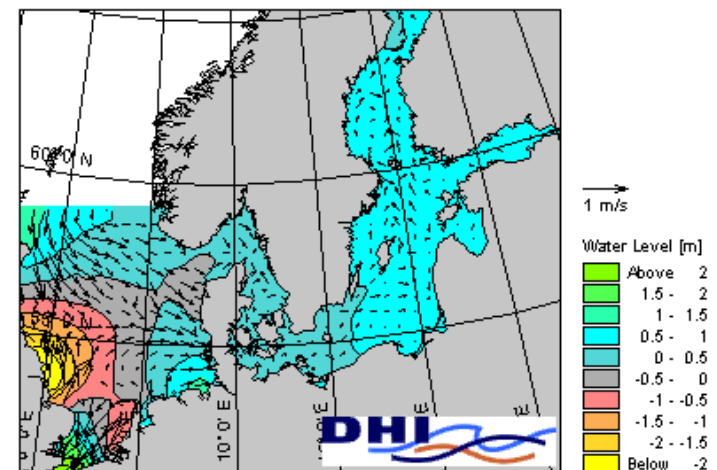 60°0' N
1 m/s
Water Level [m]
Above 2
1.5 - 2
1 - 1.5
0.5 - 1
0 - 0.5
-0.5 - 0
-1 - -0.5
-1.5 - -1
-2 - -1.5
Below -2
10°0' E
DHI